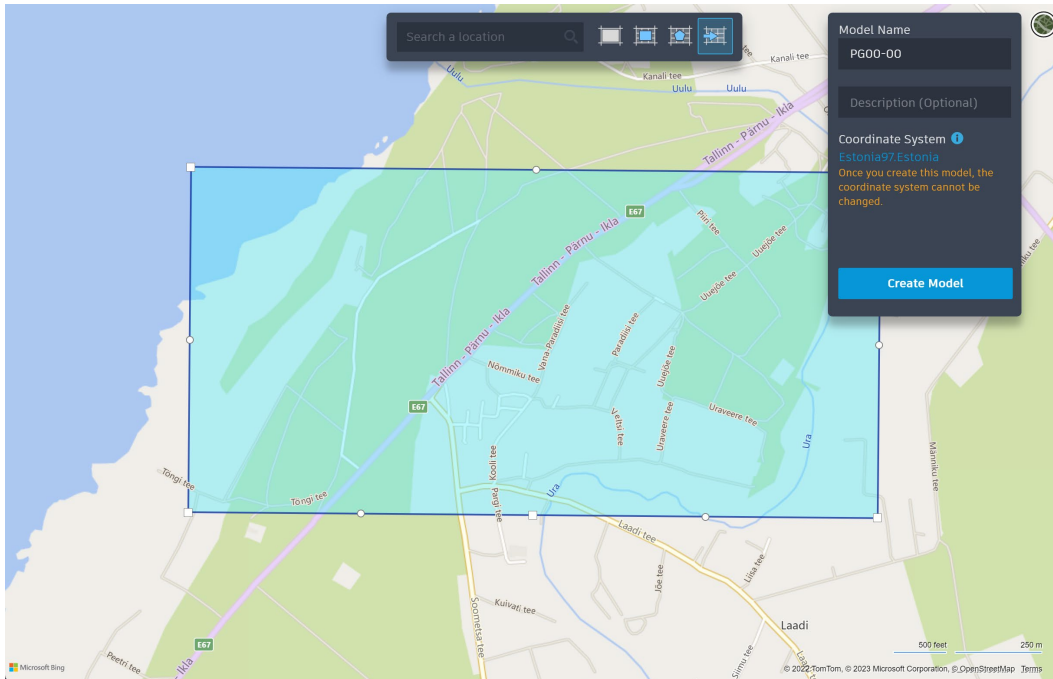 Search a location
Model Name
PG00-00
Description (Optional)
Coordinate System
Estonia97.Estonia
Once you create this model, the
coordinate system cannot be
changed.
Create Model
Kanali tee
Kanali tee
Uulu
Uulu
Uulu
Tallinn - Pärnu - Ikla
E67
Piiri tee
Uuejõe tee
Tallinn - Pärnu - Ikla
Uuejõe tee
Vana-Paradiisi tee
Paradiisi tee
Tallinn - Pärnu - Ikla
Nõmmiku tee
Uuejõe tee
E67
Veltsi tee
Uraveere tee
Uraveere tee
Ura
Männiku tee
Kooli tee
Tõngi tee
Tõngi tee
Pargi tee
Ura
Laadi tee
Liisa tee
Jõe tee
Kuivati tee
Soometsa tee
Laadi
E67
Peetri tee
Ikla
Siimu tee
500 feet
250 m
Microsoft Bing
© 2022 TomTom, © 2023 Microsoft Corporation, © OpenStreetMap Terms